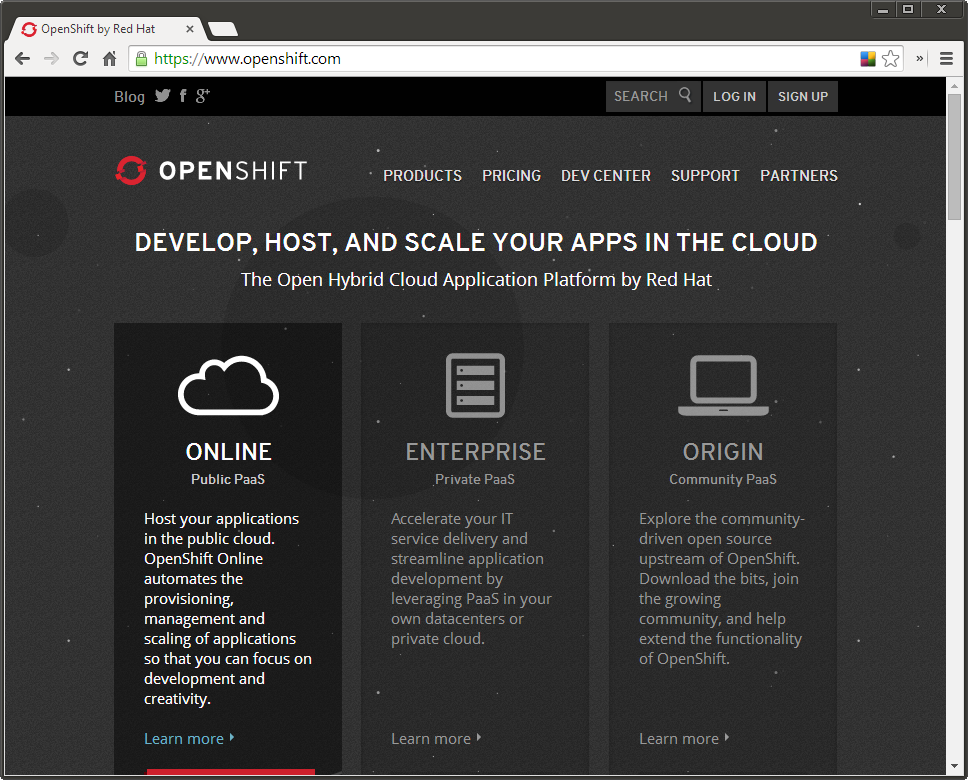 OpenShift by Red Hat
https://www.openshift.com
Blog
SEARCH
LOG IN
SIGN UP
OPENSHIFT
PRODUCTS
PRICING
DEV CENTER
SUPPORT
PARTNERS
DEVELOP, HOST, AND SCALE YOUR APPS IN THE CLOUD
The Open Hybrid Cloud Application Platform by Red Hat
ONLINE
Public PaaS
Host your applications
in the public cloud.
OpenShift Online
automates the
provisioning,
management and
scaling of applications
so that you can focus on
development and
creativity.
Learn more
ENTERPRISE
Private PaaS
Accelerate your IT
service delivery and
streamline application
development by
leveraging PaaS in your
own datacenters or
private cloud.
Learn more
ORIGIN
Community PaaS
Explore the community-
driven open source
upstream of OpenShift.
Download the bits, join
the growing
community, and help
extend the functionality
of OpenShift.
Learn more